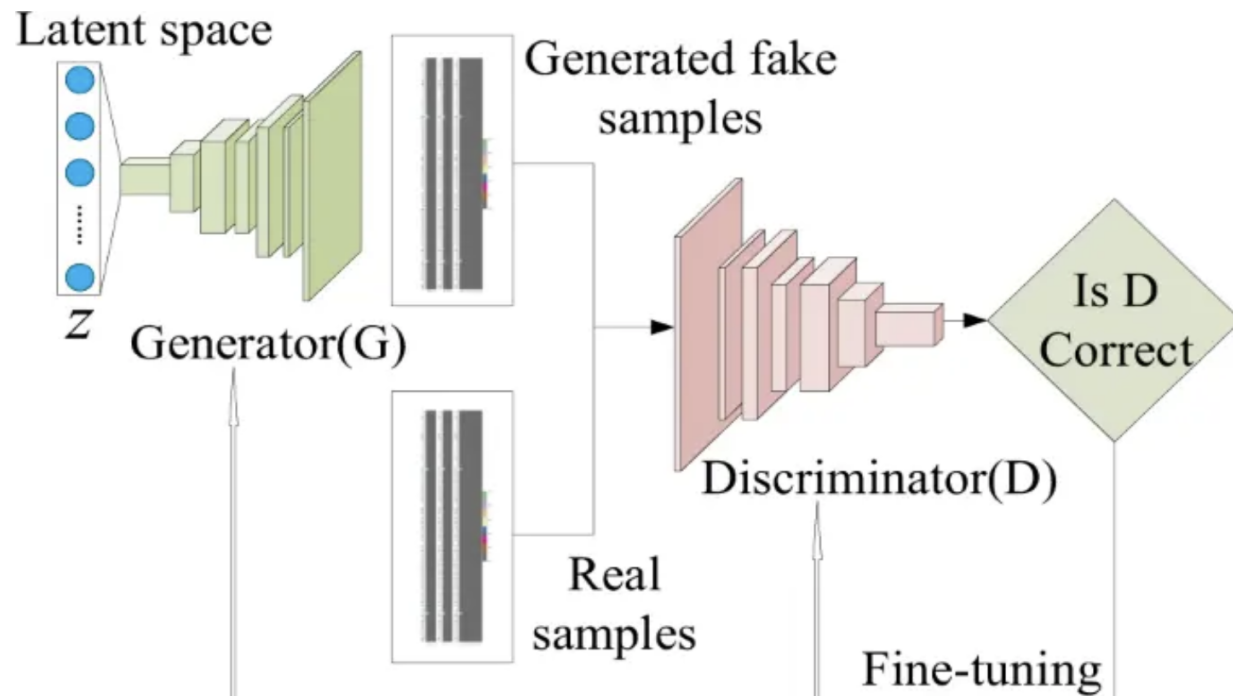 Latent space
Generated fake
samples
z
Generator(G)
Is D
Correct
Discriminator(D)
Real
samples
Fine-tuning